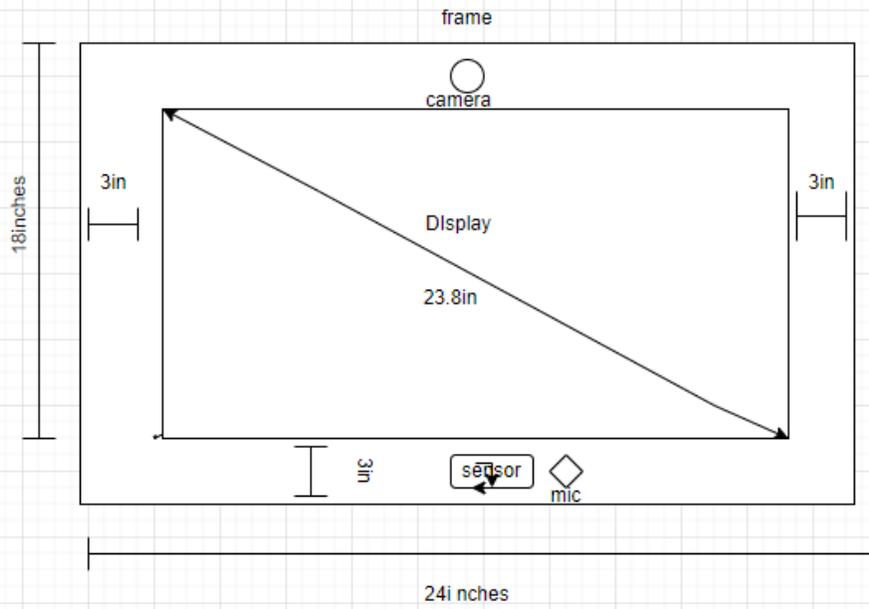 frame
camera
3in
3in
18inches
DIsplay
23.8in
3in
sensor
mic
24i nches